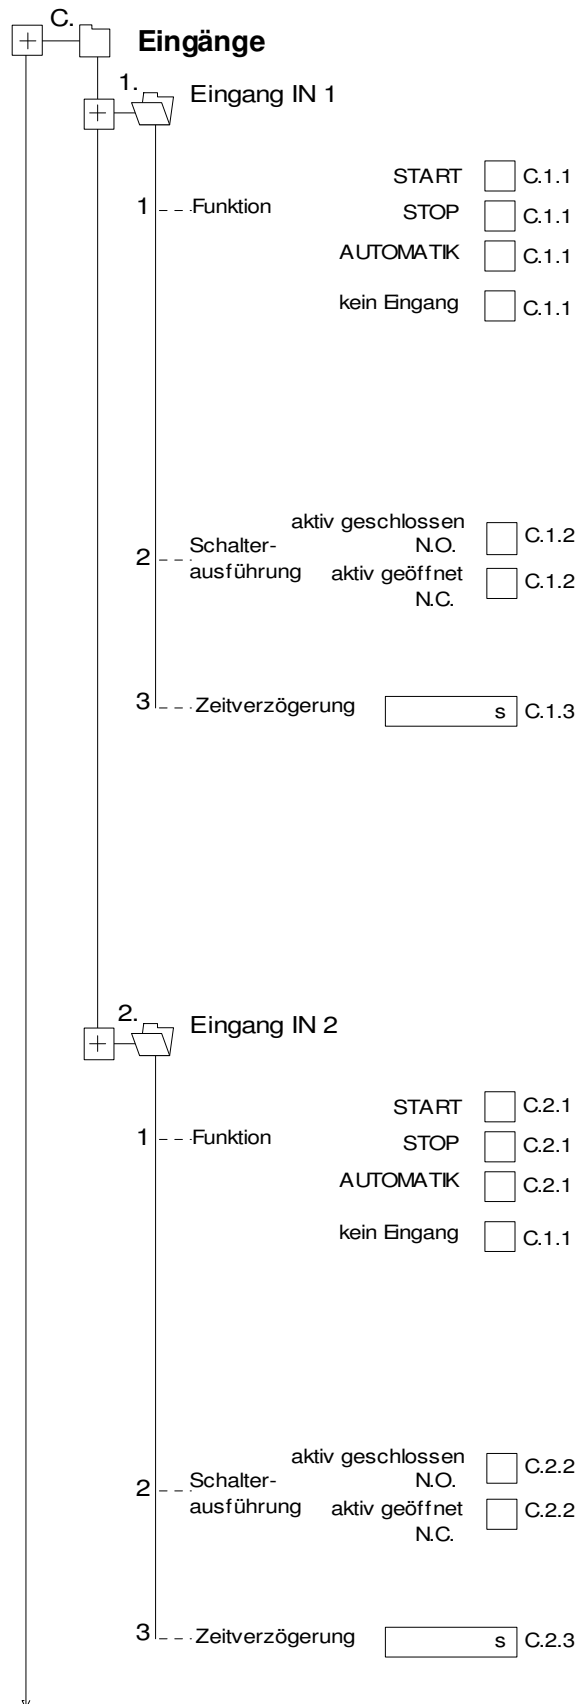 C.
Eingänge
1.
Eingang IN 1
START C.1.1
1 Funktion STOP C.1.1
AUTOMATIK C.1.1
kein Eingang C.1.1
aktiv geschlossen
N.O. C.1.2
2 Schalter-
ausführung aktiv geöffnet C.1.2
N.C.
3 Zeitverzögerung s C.1.3
2.
Eingang IN 2
START C.2.1
1 Funktion STOP C.2.1
AUTOMATIK C.2.1
kein Eingang C.1.1
aktiv geschlossen
N.O. C.2.2
2 Schalter-
ausführung aktiv geöffnet C.2.2
N.C.
3 Zeitverzögerung s C.2.3